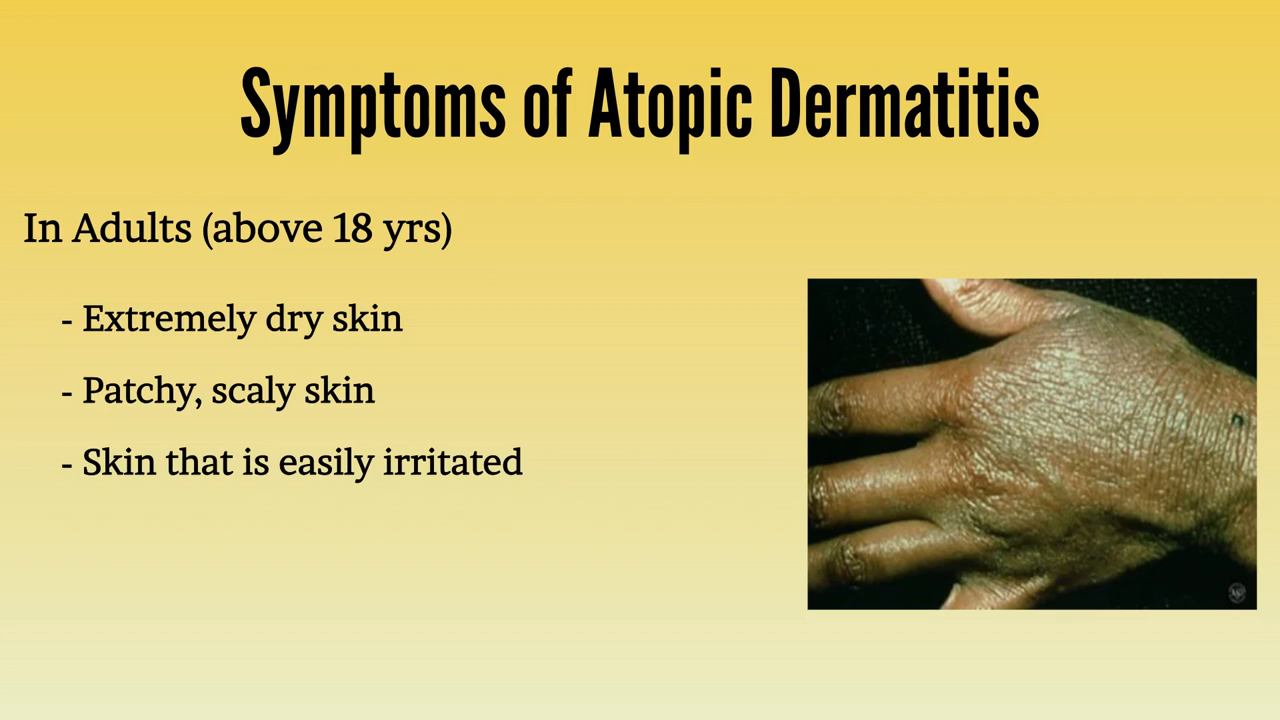 Symptoms of Atopic Dermatitis
In Adults (above 18 yrs)
- Extremely dry skin
- Patchy, scaly skin
- Skin that is easily irritated